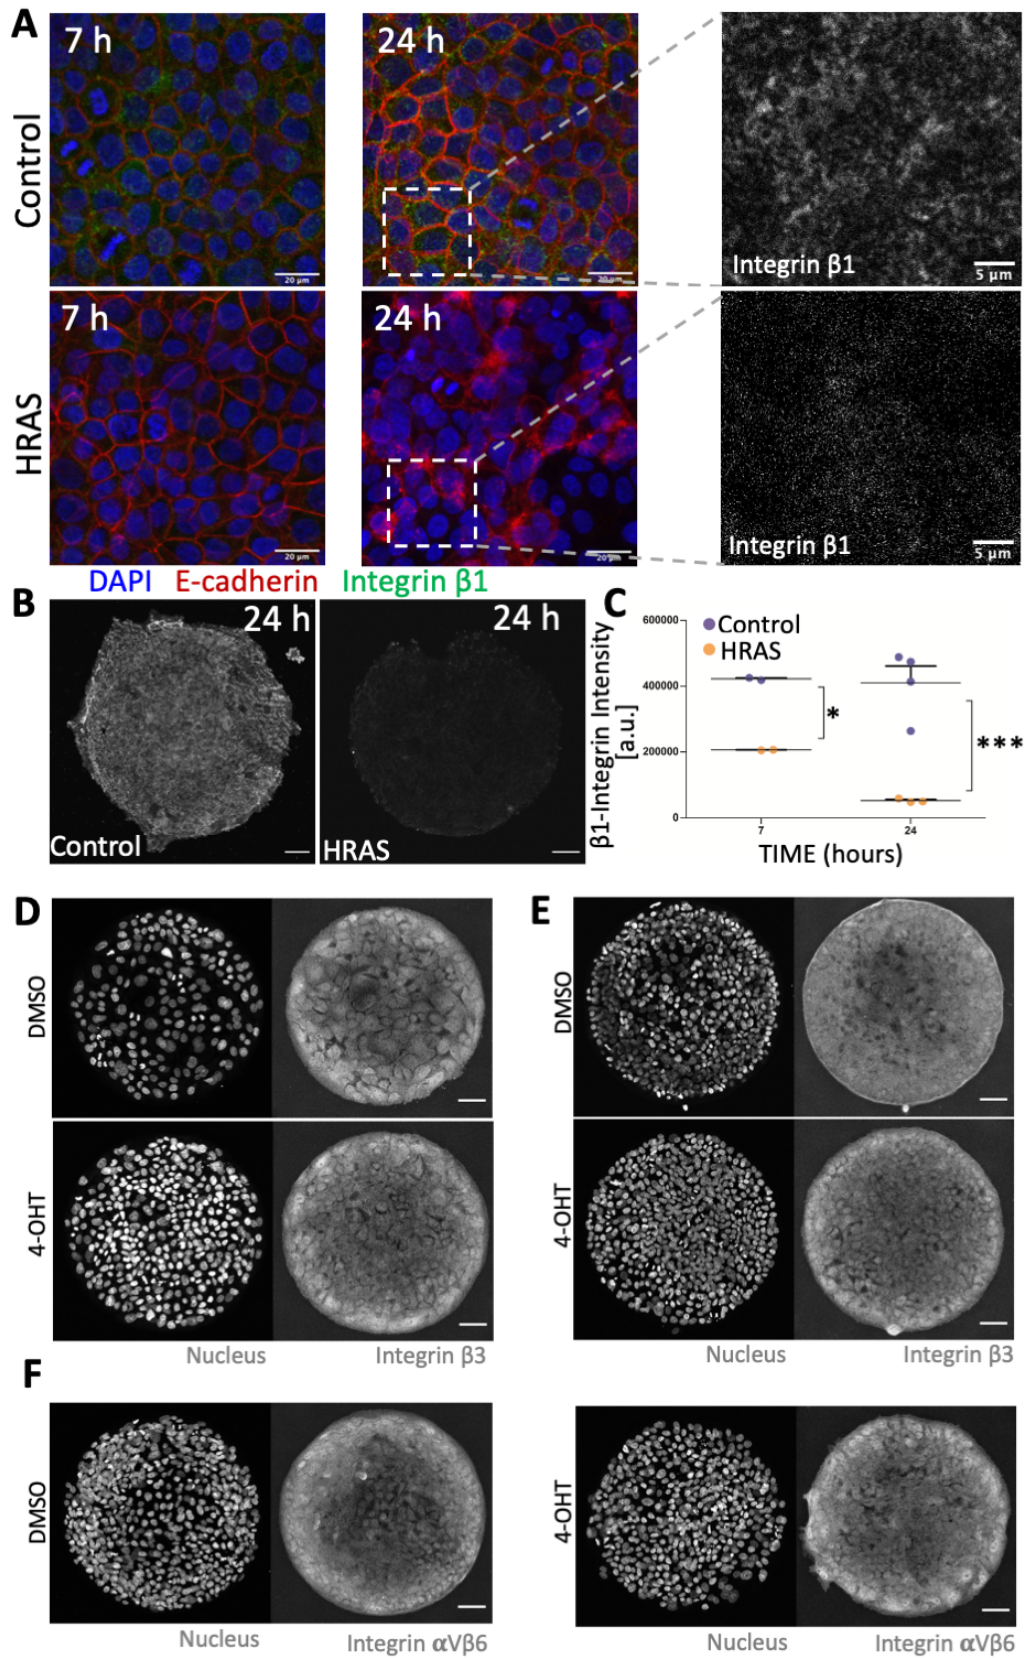 A
7 h
24 h
Control
Integrin β1
5 μm
20 μm
20 μm
7 h
24 h
HRAS
Integrin β1
5 μm
20 μm
20 μm
DAPI E-cadherin Integrin β1
B
24 h
24 h
Control
HRAS
C
Control
HRAS
β1-Integrin Intensity
[a.u.]
600000
400000
200000
0
*
***
7
24
TIME (hours)
D
DMSO
4-OHT
Nucleus
Integrin β3
E
DMSO
4-OHT
Nucleus
Integrin β3
F
DMSO
Nucleus
Integrin αVβ6
4-OHT
Nucleus
Integrin αVβ6